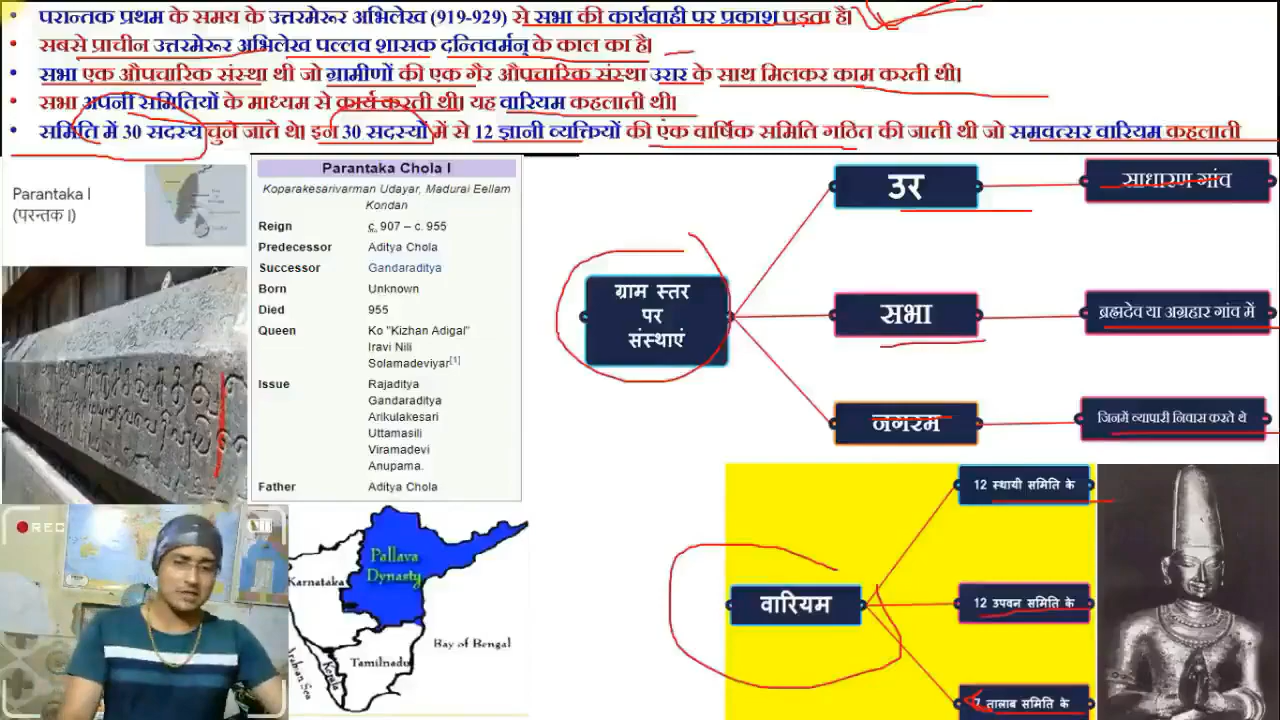 परान्तक प्रथम के समय के उत्तरमेरूर अभिलेख (919-929) से सभा की कार्यवाही पर प्रकाश पड़ता है।
सबसे प्राचीन उत्तरमेरूर अभिलेख पल्लव शासक दन्तिवर्मन् के काल का है।
सभा एक औपचारिक संस्था थी जो ग्रामीणों की एक गैर औपचारिक संस्था उरार के साथ मिलकर काम करती थी।
सभा अपनी समितियों के माध्यम से कार्य करती थी। यह वारियम कहलाती थी।
समिति में 30 सदस्य चुने जाते थे। इन 30 सदस्यों में से 12 ज्ञानी व्यक्तियों की एक वार्षिक समिति गठित की जाती थी जो समवत्सर वारियम कहलाती
Parantaka I
(परन्तक I)
Parantaka Chola I
Koparakesarivarman Udayar, Madurai Eellam
Kondan
Reign c. 907 – c. 955
Predecessor Aditya Chola
Successor Gandaraditya
Born Unknown
Died 955
Queen Ko "Kizhan Adigal"
Iravi Nili
Solamadeviyar[1]
Issue Rajaditya
Gandaraditya
Arikulakesari
Uttamasili
Viramadevi
Anupama.
Father Aditya Chola
ग्राम स्तर
पर
संस्थाएं
उर
साधारण गांव
सभा
ब्रह्मदेव या अग्रहार गांव में
नगरम
जिनमें व्यापारी निवास करते थे
वारियम
12 स्थायी समिति के
12 उपवन समिति के
तालाब समिति के
REC
Pallava
Dynasty
Karnataka
Bay of Bengal
Tamilnadu
Kerala
Arabian Sea